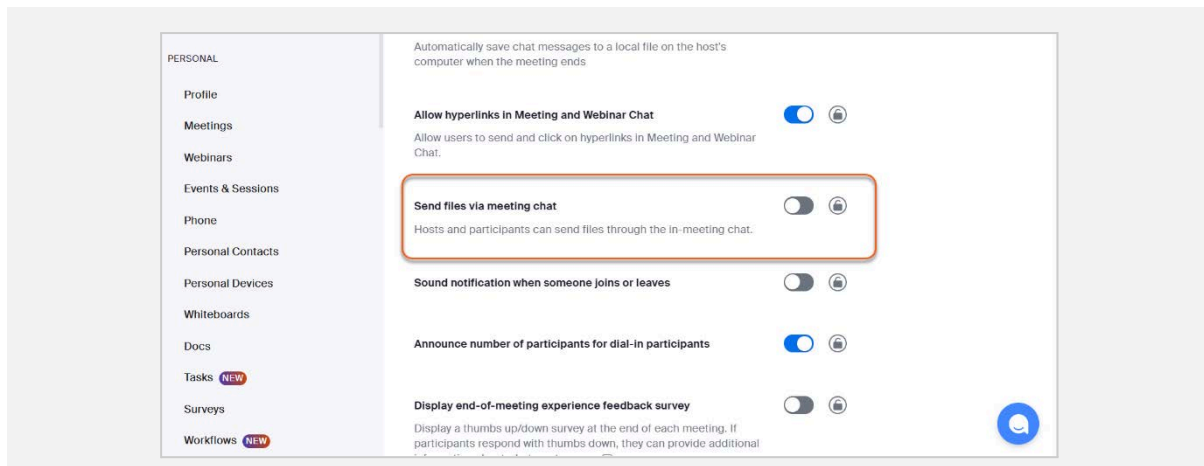 PERSONAL
Profile
Meetings
Webinars
Events & Sessions
Phone
Personal Contacts
Personal Devices
Whiteboards
Docs
Tasks NEW
Surveys
Workflows NEW
Automatically save chat messages to a local file on the host's
computer when the meeting ends
Allow hyperlinks in Meeting and Webinar Chat
Allow users to send and click on hyperlinks in Meeting and Webinar
Chat.
Send files via meeting chat
Hosts and participants can send files through the in-meeting chat.
Sound notification when someone joins or leaves
Announce number of participants for dial-in participants
Display end-of-meeting experience feedback survey
Display a thumbs up/down survey at the end of each meeting. If
participants respond with thumbs down, they can provide additional